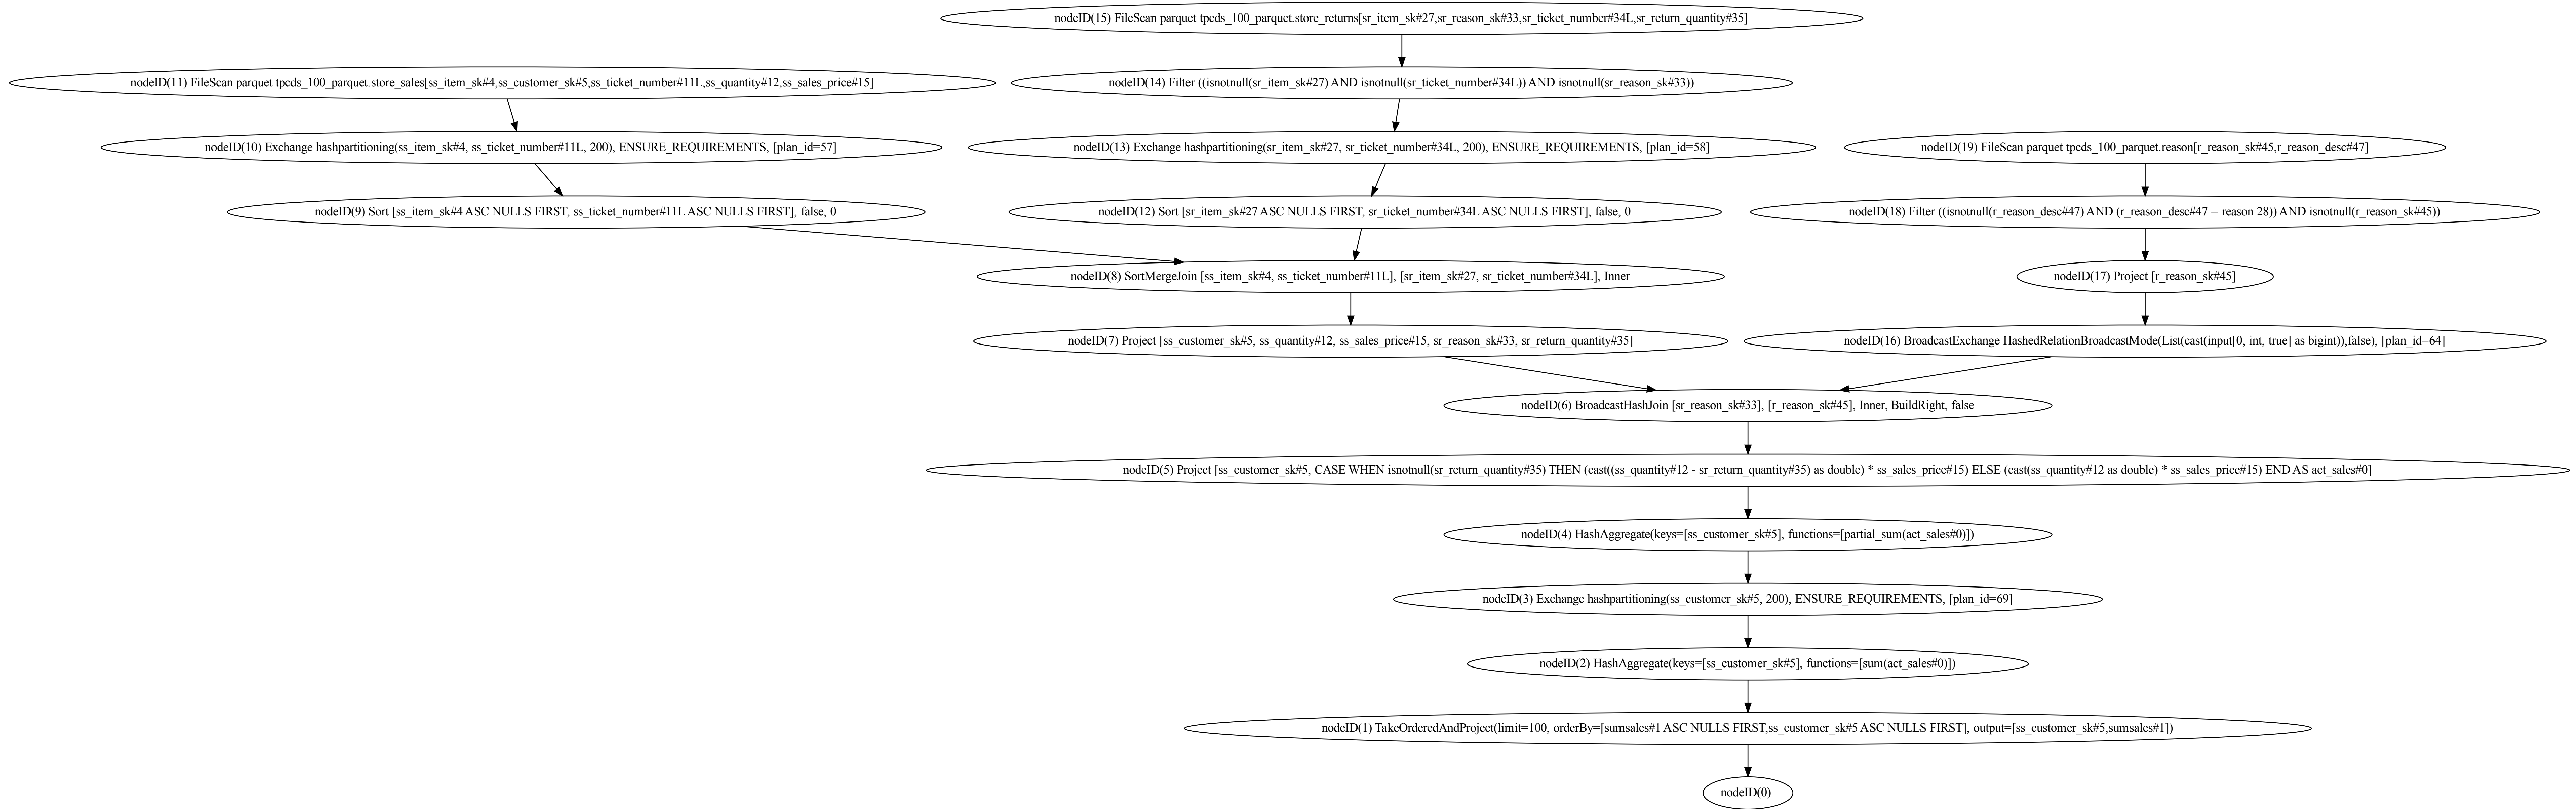 nodeID(15) FileScan parquet tpcds_100_parquet.store_returns[sr_item_sk#27,sr_reason_sk#33,sr_ticket_number#34L,sr_return_quantity#35]
nodeID(11) FileScan parquet tpcds_100_parquet.store_sales[ss_item_sk#4,ss_customer_sk#5,ss_ticket_number#11L,ss_quantity#12,ss_sales_price#15]
nodeID(14) Filter ((isnotnull(sr_item_sk#27) AND isnotnull(sr_ticket_number#34L)) AND isnotnull(sr_reason_sk#33))
nodeID(10) Exchange hashpartitioning(ss_item_sk#4, ss_ticket_number#11L, 200), ENSURE_REQUIREMENTS, [plan_id=57]
nodeID(13) Exchange hashpartitioning(sr_item_sk#27, sr_ticket_number#34L, 200), ENSURE_REQUIREMENTS, [plan_id=58]
nodeID(19) FileScan parquet tpcds_100_parquet.reason[r_reason_sk#45,r_reason_desc#47]
nodeID(9) Sort [ss_item_sk#4 ASC NULLS FIRST, ss_ticket_number#11L ASC NULLS FIRST], false, 0
nodeID(12) Sort [sr_item_sk#27 ASC NULLS FIRST, sr_ticket_number#34L ASC NULLS FIRST], false, 0
nodeID(18) Filter ((isnotnull(r_reason_desc#47) AND (r_reason_desc#47 = reason 28)) AND isnotnull(r_reason_sk#45))
nodeID(8) SortMergeJoin [ss_item_sk#4, ss_ticket_number#11L], [sr_item_sk#27, sr_ticket_number#34L], Inner
nodeID(17) Project [r_reason_sk#45]
nodeID(7) Project [ss_customer_sk#5, ss_quantity#12, ss_sales_price#15, sr_reason_sk#33, sr_return_quantity#35]
nodeID(16) BroadcastExchange HashedRelationBroadcastMode(List(cast(input[0, int, true] as bigint)),false), [plan_id=64]
nodeID(6) BroadcastHashJoin [sr_reason_sk#33], [r_reason_sk#45], Inner, BuildRight, false
nodeID(5) Project [ss_customer_sk#5, CASE WHEN isnotnull(sr_return_quantity#35) THEN (cast((ss_quantity#12 - sr_return_quantity#35) as double) * ss_sales_price#15) ELSE (cast(ss_quantity#12 as double) * ss_sales_price#15) END AS act_sales#0]
nodeID(4) HashAggregate(keys=[ss_customer_sk#5], functions=[partial_sum(act_sales#0)])
nodeID(3) Exchange hashpartitioning(ss_customer_sk#5, 200), ENSURE_REQUIREMENTS, [plan_id=69]
nodeID(2) HashAggregate(keys=[ss_customer_sk#5], functions=[sum(act_sales#0)])
nodeID(1) TakeOrderedAndProject(limit=100, orderBy=[sumsales#1 ASC NULLS FIRST,ss_customer_sk#5 ASC NULLS FIRST], output=[ss_customer_sk#5,sumsales#1])
nodeID(0)